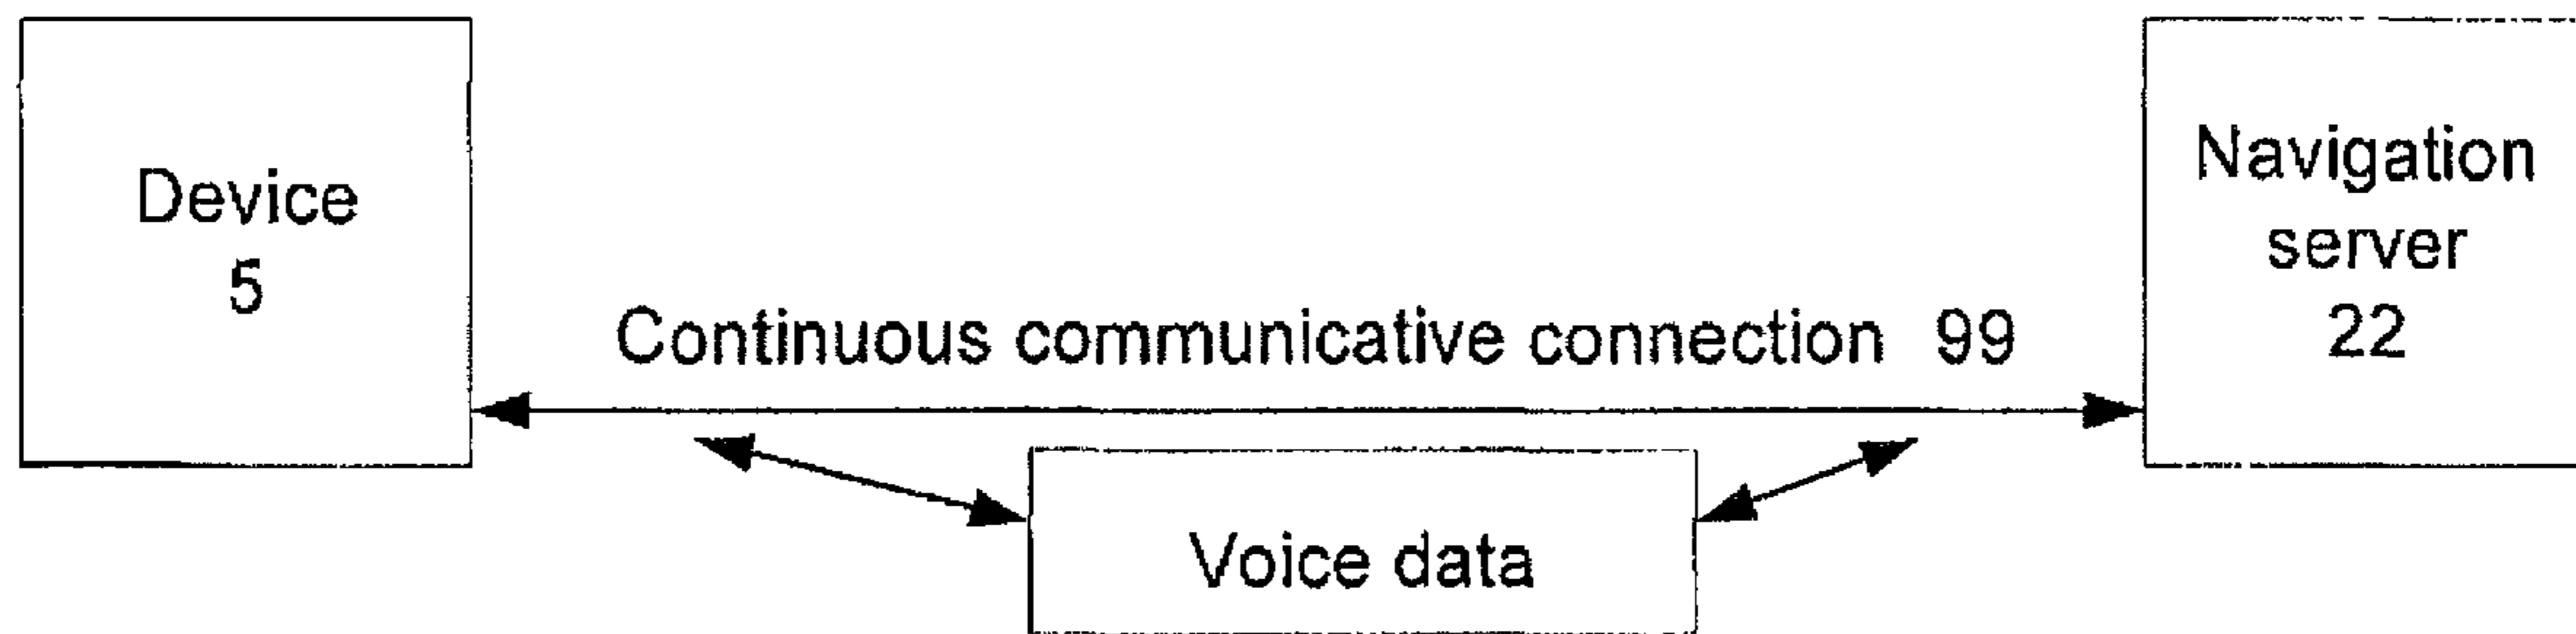 Device
5
Continuous communicative connection 99
Navigation
server
22
Voice data